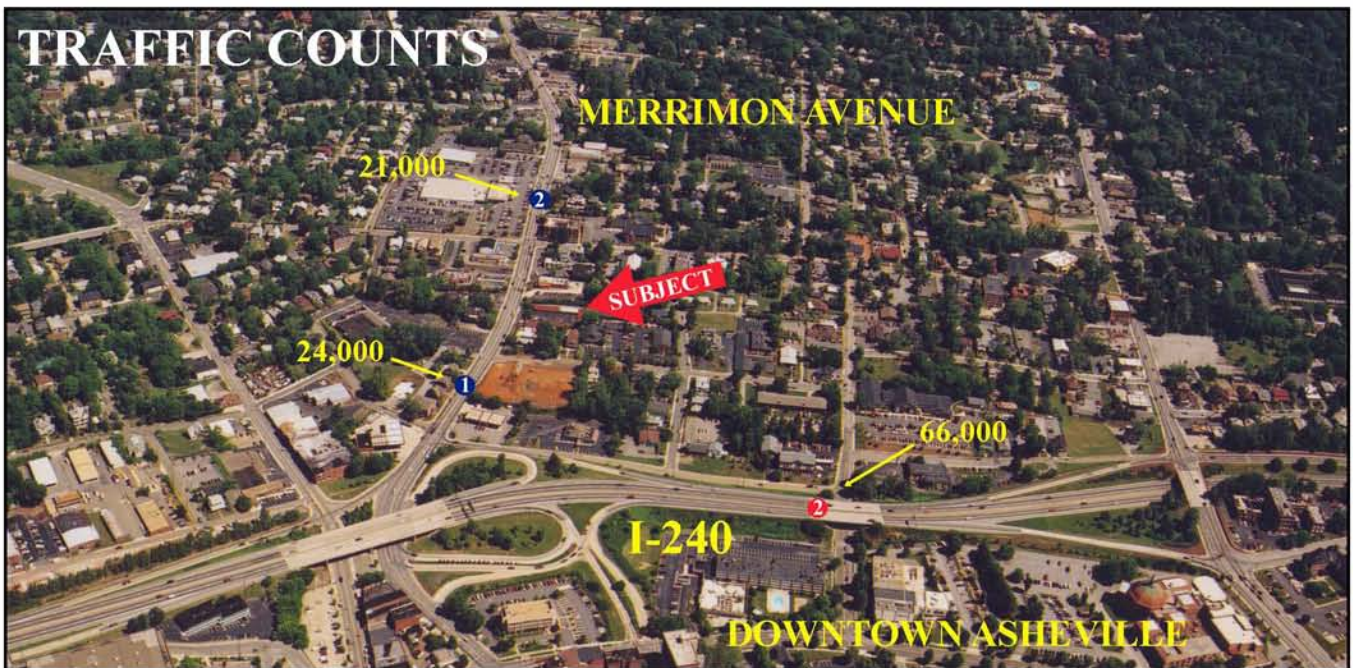 TRAFFIC COUNTS
MERRIMON AVENUE
21,000
2
SUBJECT
24,000
1
66,000
2
I-240
DOWNTOWN ASHEVILLE